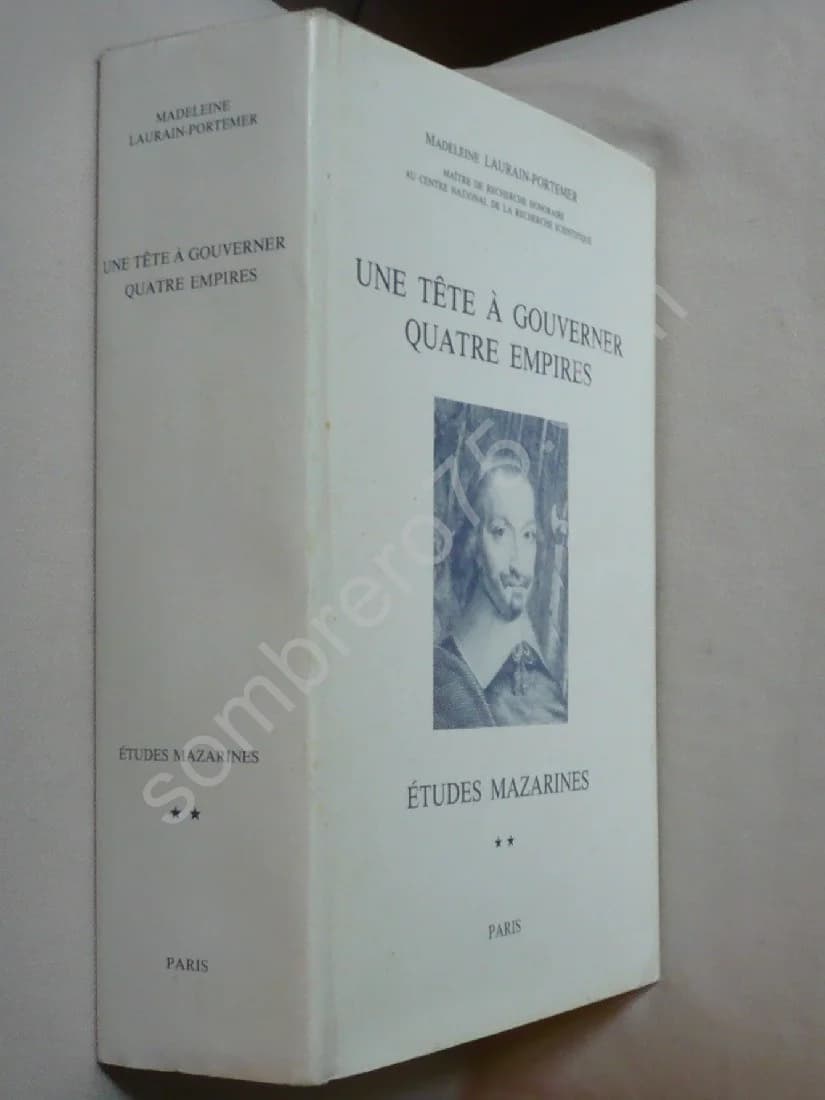 MADELEINE
LAURAIN-PORTEMER
UNE TÊTE À GOUVERNER
QUATRE EMPIRES
ÉTUDES MAZARINES
★ ★
PARIS
MADELEINE LAURAIN-PORTEMER
MAÎTRE DE RECHERCHE HONORAIRE
AU CENTRE NATIONAL DE LA RECHERCHE SCIENTIFIQUE
UNE TÊTE À GOUVERNER
QUATRE EMPIRES
ÉTUDES MAZARINES
★ ★
PARIS
sombrero75.